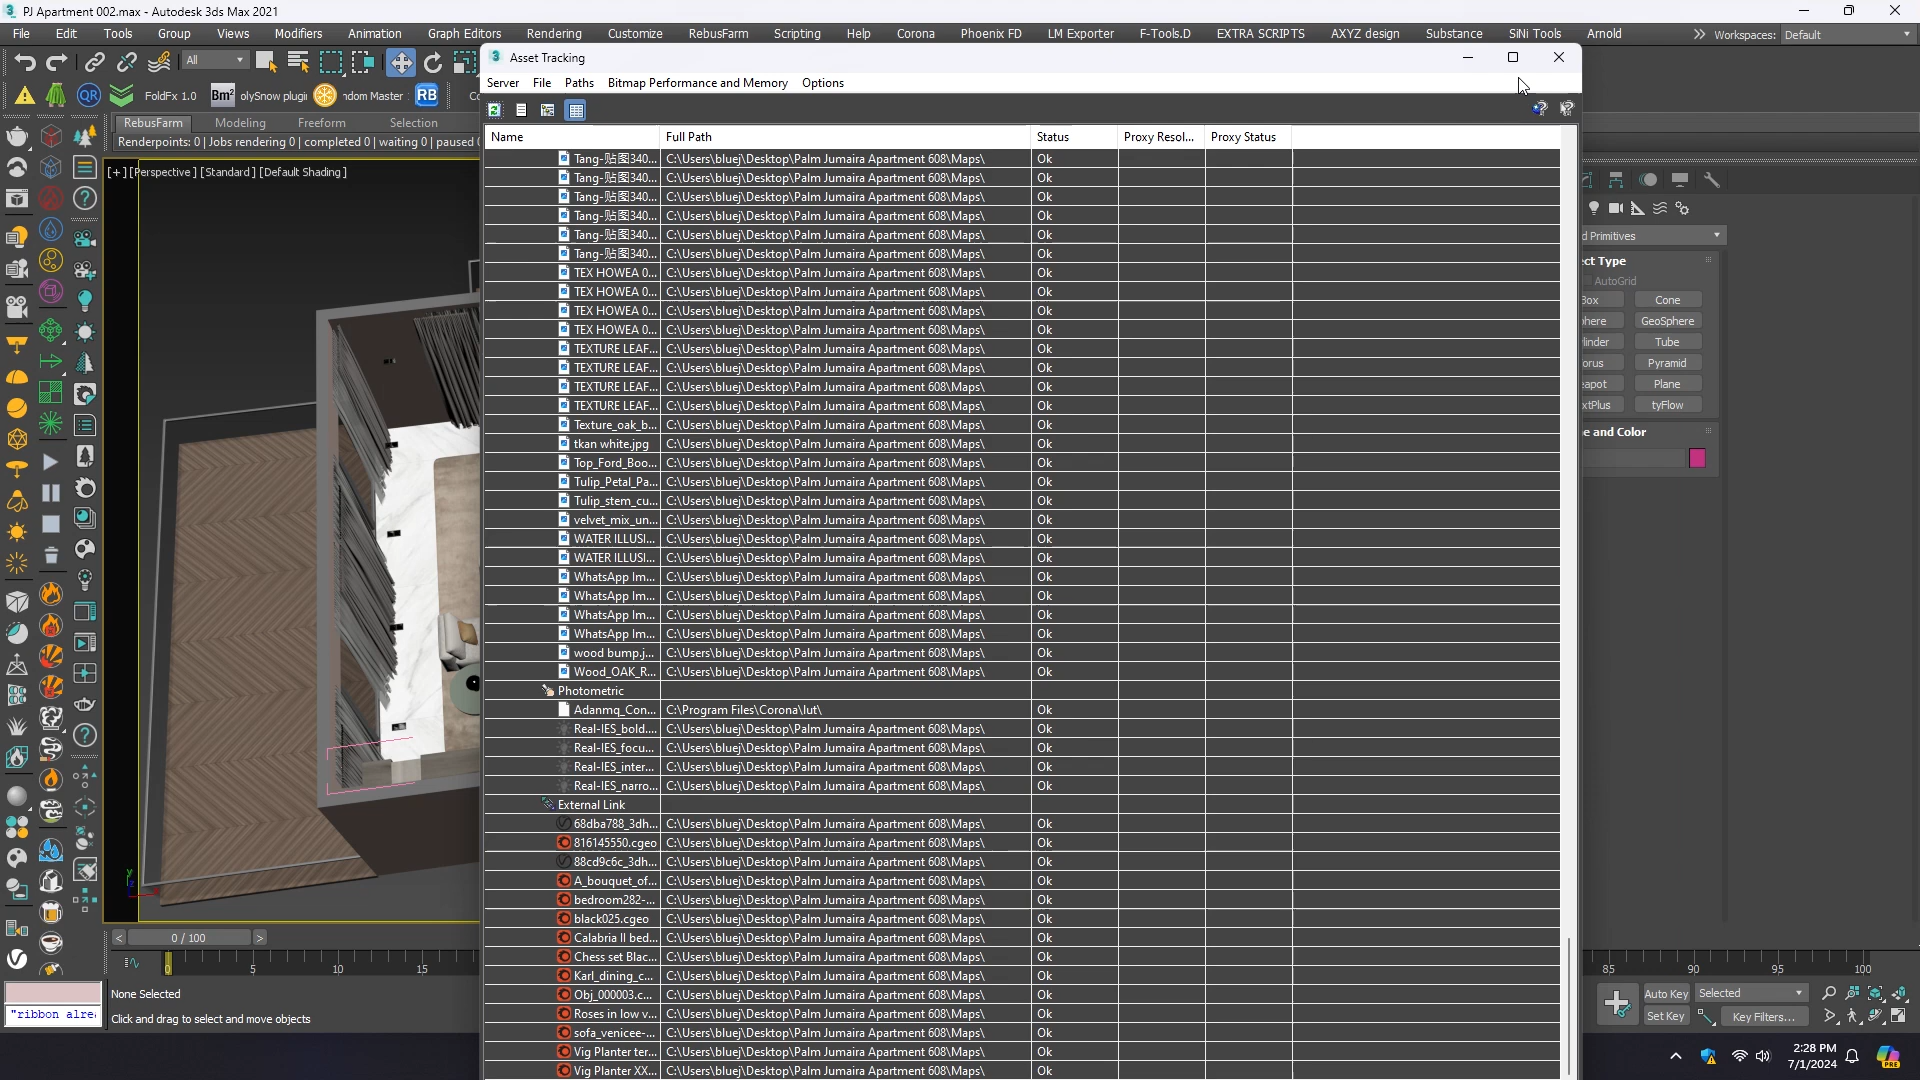 PJ Apartment 002.max - Autodesk 3ds Max 2021
File Edit Tools Group Views Modifiers Animation Graph Editors Rendering Customize RebusFarm Scripting Help Corona Phoenix FD LM Exporter F-Tools.D EXTRA SCRIPTS AXYZ design Substance SiNi Tools Arnold Workspaces: Default
All
FoldFx 1.0 Bm² olySnow plugi ndom Master RB
RebusFarm Modeling Freeform Selection
Renderpoints: 0 | Jobs rendering 0 | completed 0 | waiting 0 | paused 0
[+] [Perspective] [Standard] [Default Shading]
Asset Tracking
Server File Paths Bitmap Performance and Memory Options
Name Full Path Status Proxy Resol... Proxy Status
Tang-贴图340... C:\Users\bluej\Desktop\Palm Jumaira Apartment 608\Maps\ Ok
Tang-贴图340... C:\Users\bluej\Desktop\Palm Jumaira Apartment 608\Maps\ Ok
Tang-贴图340... C:\Users\bluej\Desktop\Palm Jumaira Apartment 608\Maps\ Ok
Tang-贴图340... C:\Users\bluej\Desktop\Palm Jumaira Apartment 608\Maps\ Ok
Tang-贴图340... C:\Users\bluej\Desktop\Palm Jumaira Apartment 608\Maps\ Ok
Tang-贴图340... C:\Users\bluej\Desktop\Palm Jumaira Apartment 608\Maps\ Ok
TEX HOWEA 0... C:\Users\bluej\Desktop\Palm Jumaira Apartment 608\Maps\ Ok
TEX HOWEA 0... C:\Users\bluej\Desktop\Palm Jumaira Apartment 608\Maps\ Ok
TEX HOWEA 0... C:\Users\bluej\Desktop\Palm Jumaira Apartment 608\Maps\ Ok
TEX HOWEA 0... C:\Users\bluej\Desktop\Palm Jumaira Apartment 608\Maps\ Ok
TEXTURE LEAF... C:\Users\bluej\Desktop\Palm Jumaira Apartment 608\Maps\ Ok
TEXTURE LEAF... C:\Users\bluej\Desktop\Palm Jumaira Apartment 608\Maps\ Ok
TEXTURE LEAF... C:\Users\bluej\Desktop\Palm Jumaira Apartment 608\Maps\ Ok
TEXTURE LEAF... C:\Users\bluej\Desktop\Palm Jumaira Apartment 608\Maps\ Ok
Texture_oak_b... C:\Users\bluej\Desktop\Palm Jumaira Apartment 608\Maps\ Ok
tkan white.jpg C:\Users\bluej\Desktop\Palm Jumaira Apartment 608\Maps\ Ok
Top_Ford_Boo... C:\Users\bluej\Desktop\Palm Jumaira Apartment 608\Maps\ Ok
Tulip_Petal_Pa... C:\Users\bluej\Desktop\Palm Jumaira Apartment 608\Maps\ Ok
Tulip_stem_cu... C:\Users\bluej\Desktop\Palm Jumaira Apartment 608\Maps\ Ok
velvet_mix_un... C:\Users\bluej\Desktop\Palm Jumaira Apartment 608\Maps\ Ok
WATER ILLUSI... C:\Users\bluej\Desktop\Palm Jumaira Apartment 608\Maps\ Ok
WATER ILLUSI... C:\Users\bluej\Desktop\Palm Jumaira Apartment 608\Maps\ Ok
WhatsApp Im... C:\Users\bluej\Desktop\Palm Jumaira Apartment 608\Maps\ Ok
WhatsApp Im... C:\Users\bluej\Desktop\Palm Jumaira Apartment 608\Maps\ Ok
WhatsApp Im... C:\Users\bluej\Desktop\Palm Jumaira Apartment 608\Maps\ Ok
WhatsApp Im... C:\Users\bluej\Desktop\Palm Jumaira Apartment 608\Maps\ Ok
wood bump.j... C:\Users\bluej\Desktop\Palm Jumaira Apartment 608\Maps\ Ok
Wood_OAK_R... C:\Users\bluej\Desktop\Palm Jumaira Apartment 608\Maps\ Ok
Photometric
Adanmq_Con... C:\Program Files\Corona\lut\ Ok
Real-IES_bold.... C:\Users\bluej\Desktop\Palm Jumaira Apartment 608\Maps\ Ok
Real-IES_focu... C:\Users\bluej\Desktop\Palm Jumaira Apartment 608\Maps\ Ok
Real-IES_inter... C:\Users\bluej\Desktop\Palm Jumaira Apartment 608\Maps\ Ok
Real-IES_narro... C:\Users\bluej\Desktop\Palm Jumaira Apartment 608\Maps\ Ok
External Link
68dba788_3dh... C:\Users\bluej\Desktop\Palm Jumaira Apartment 608\Maps\ Ok
816145550.cgeo C:\Users\bluej\Desktop\Palm Jumaira Apartment 608\Maps\ Ok
88cd9c6c_3dh... C:\Users\bluej\Desktop\Palm Jumaira Apartment 608\Maps\ Ok
A_bouquet_of... C:\Users\bluej\Desktop\Palm Jumaira Apartment 608\Maps\ Ok
bedroom282-... C:\Users\bluej\Desktop\Palm Jumaira Apartment 608\Maps\ Ok
black025.cgeo C:\Users\bluej\Desktop\Palm Jumaira Apartment 608\Maps\ Ok
Calabria II bed... C:\Users\bluej\Desktop\Palm Jumaira Apartment 608\Maps\ Ok
Chess set Blac... C:\Users\bluej\Desktop\Palm Jumaira Apartment 608\Maps\ Ok
Karl_dining_c... C:\Users\bluej\Desktop\Palm Jumaira Apartment 608\Maps\ Ok
Obj_000003.c... C:\Users\bluej\Desktop\Palm Jumaira Apartment 608\Maps\ Ok
Roses in low v... C:\Users\bluej\Desktop\Palm Jumaira Apartment 608\Maps\ Ok
sofa_venicee-... C:\Users\bluej\Desktop\Palm Jumaira Apartment 608\Maps\ Ok
Vig Planter ter... C:\Users\bluej\Desktop\Palm Jumaira Apartment 608\Maps\ Ok
Vig Planter XX... C:\Users\bluej\Desktop\Palm Jumaira Apartment 608\Maps\ Ok
d Primitives
ect Type
AutoGrid
Box Cone
here GeoSphere
linder Tube
orus Pyramid
eapot Plane
xtPlus tyFlow
e and Color
< 0 / 100 >
0 5 10 15 85 90 95 100
None Selected
"ribbon alrea
Click and drag to select and move objects
Auto Key Selected
Set Key Key Filters...
2:28 PM
7/1/2024
PRE